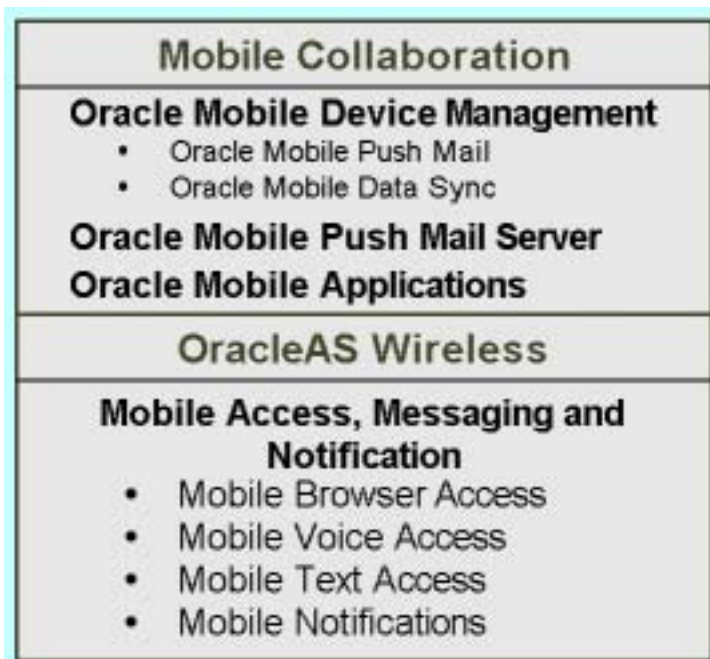 Mobile Collaboration
Oracle Mobile Device Management
• Oracle Mobile Push Mail
• Oracle Mobile Data Sync
Oracle Mobile Push Mail Server
Oracle Mobile Applications
OracleAS Wireless
Mobile Access, Messaging and
Notification
• Mobile Browser Access
• Mobile Voice Access
• Mobile Text Access
• Mobile Notifications